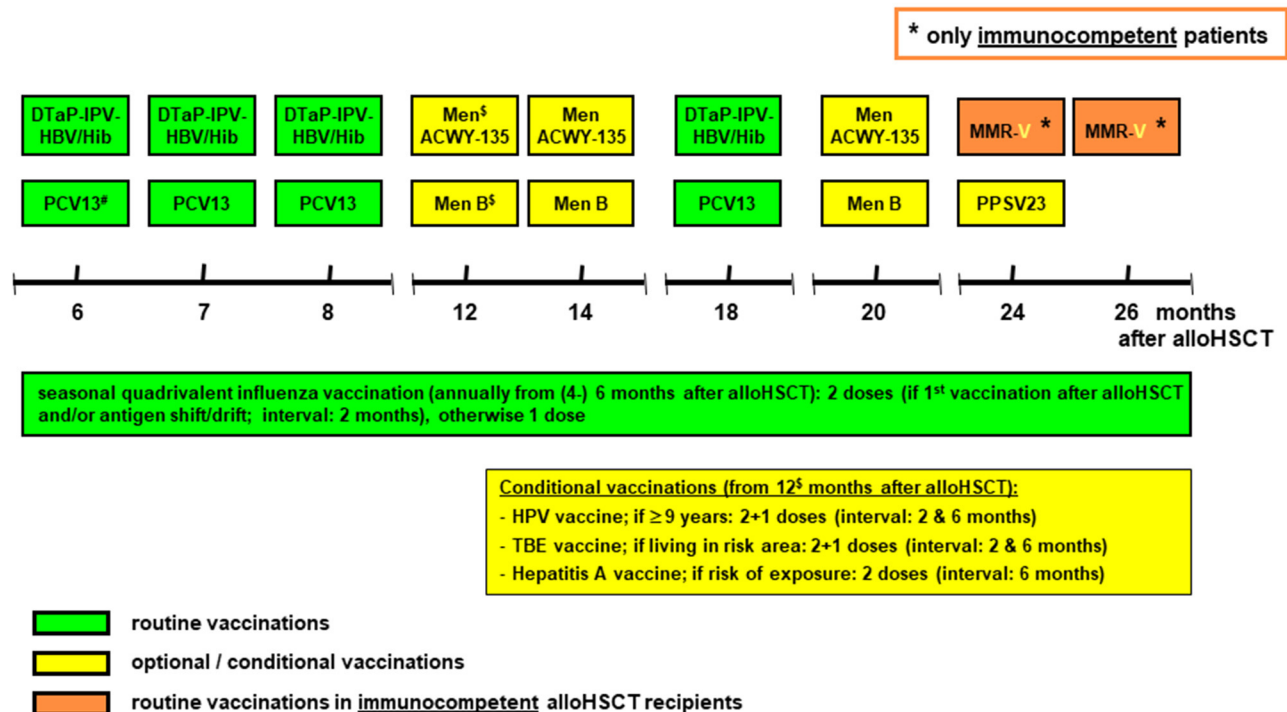 * only immunocompetent patients
DTaP-IPV-
HBV/Hib
DTaP-IPV-
HBV/Hib
DTaP-IPV-
HBV/Hib
Men$
ACWY-135
Men
ACWY-135
DTaP-IPV-
HBV/Hib
Men
ACWY-135
MMR-V *
MMR-V *
PCV13#
PCV13
PCV13
Men B$
Men B
PCV13
Men B
PPSV23
6 7 8 12 14 18 20 24 26 months
after alloHSCT
seasonal quadrivalent influenza vaccination (annually from (4-) 6 months after alloHSCT): 2 doses (if 1st vaccination after alloHSCT
and/or antigen shift/drift; interval: 2 months), otherwise 1 dose
Conditional vaccinations (from 12$ months after alloHSCT):
- HPV vaccine; if ≥ 9 years: 2+1 doses (interval: 2 & 6 months)
- TBE vaccine; if living in risk area: 2+1 doses (interval: 2 & 6 months)
- Hepatitis A vaccine; if risk of exposure: 2 doses (interval: 6 months)
routine vaccinations
optional / conditional vaccinations
routine vaccinations in immunocompetent alloHSCT recipients